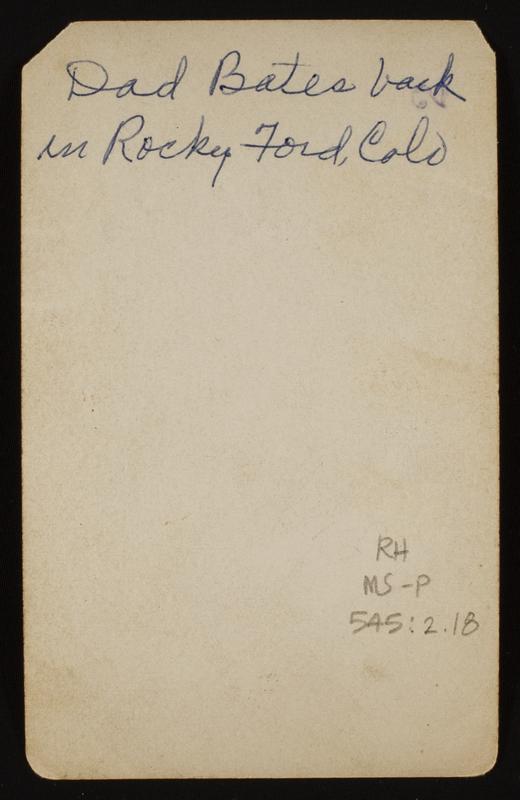 Dad Bates back
in Rocky Ford, Colo
RH
MS-P
545:2.18